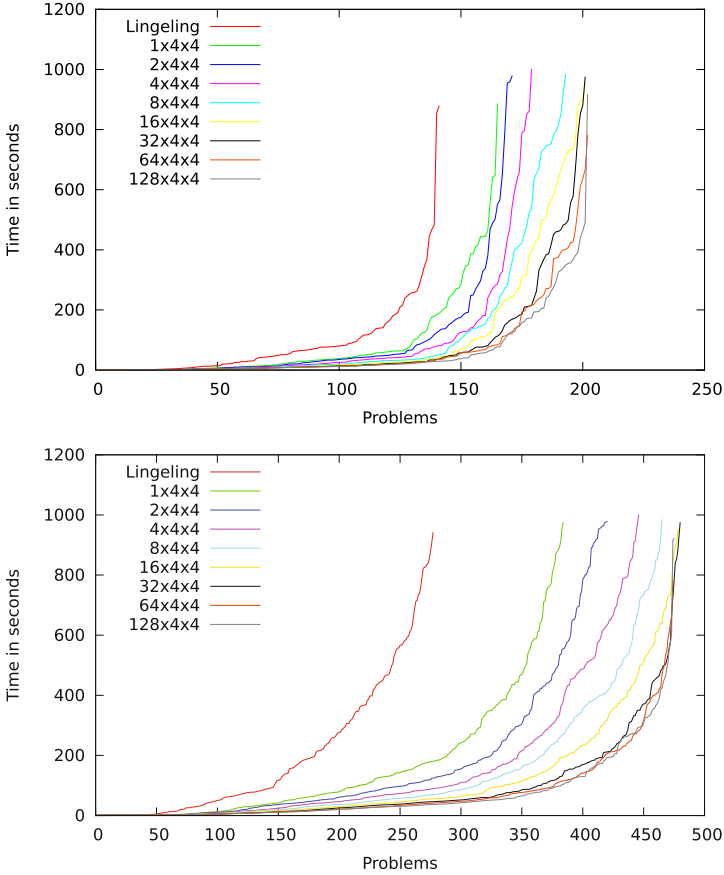 1200
1000
800
600
400
200
0
Time in seconds
Lingeling
1x4x4
2x4x4
4x4x4
8x4x4
16x4x4
32x4x4
64x4x4
128x4x4
0 50 100 150 200 250
Problems
1200
1000
800
600
400
200
0
Time in seconds
Lingeling
1x4x4
2x4x4
4x4x4
8x4x4
16x4x4
32x4x4
64x4x4
128x4x4
0 50 100 150 200 250 300 350 400 450 500
Problems